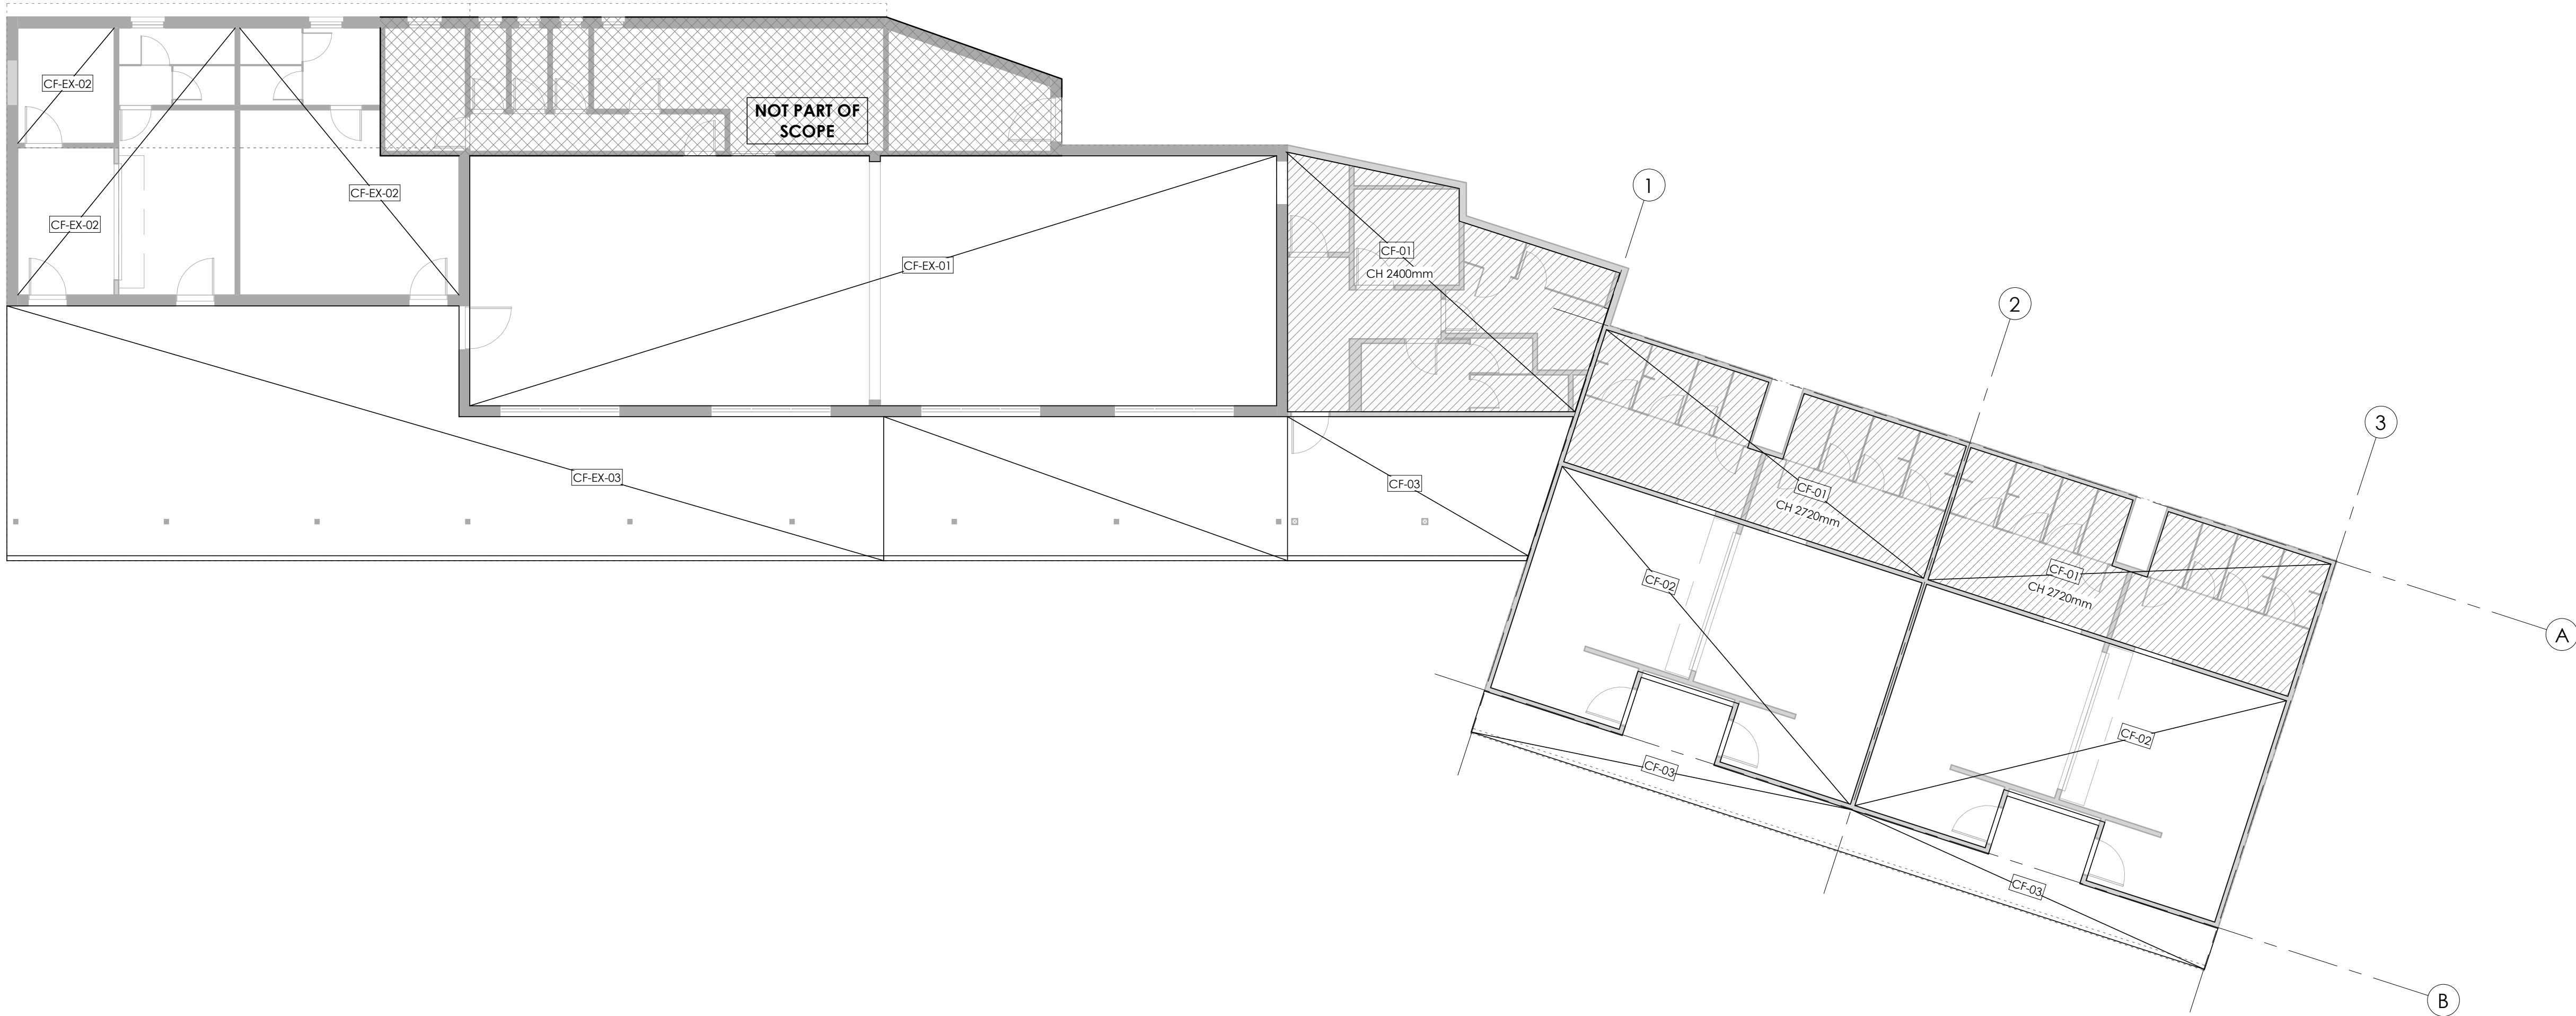 CF-EX-02
NOT PART OF
SCOPE
CF-EX-02
CF-EX-02
CF-EX-01
CF-01
CH 2400mm
1
2
3
CF-EX-03
CF-03
CF-01
CH 2720mm
CF-02
CF-01
CH 2720mm
A
CF-02
CF-03
CF-03
B